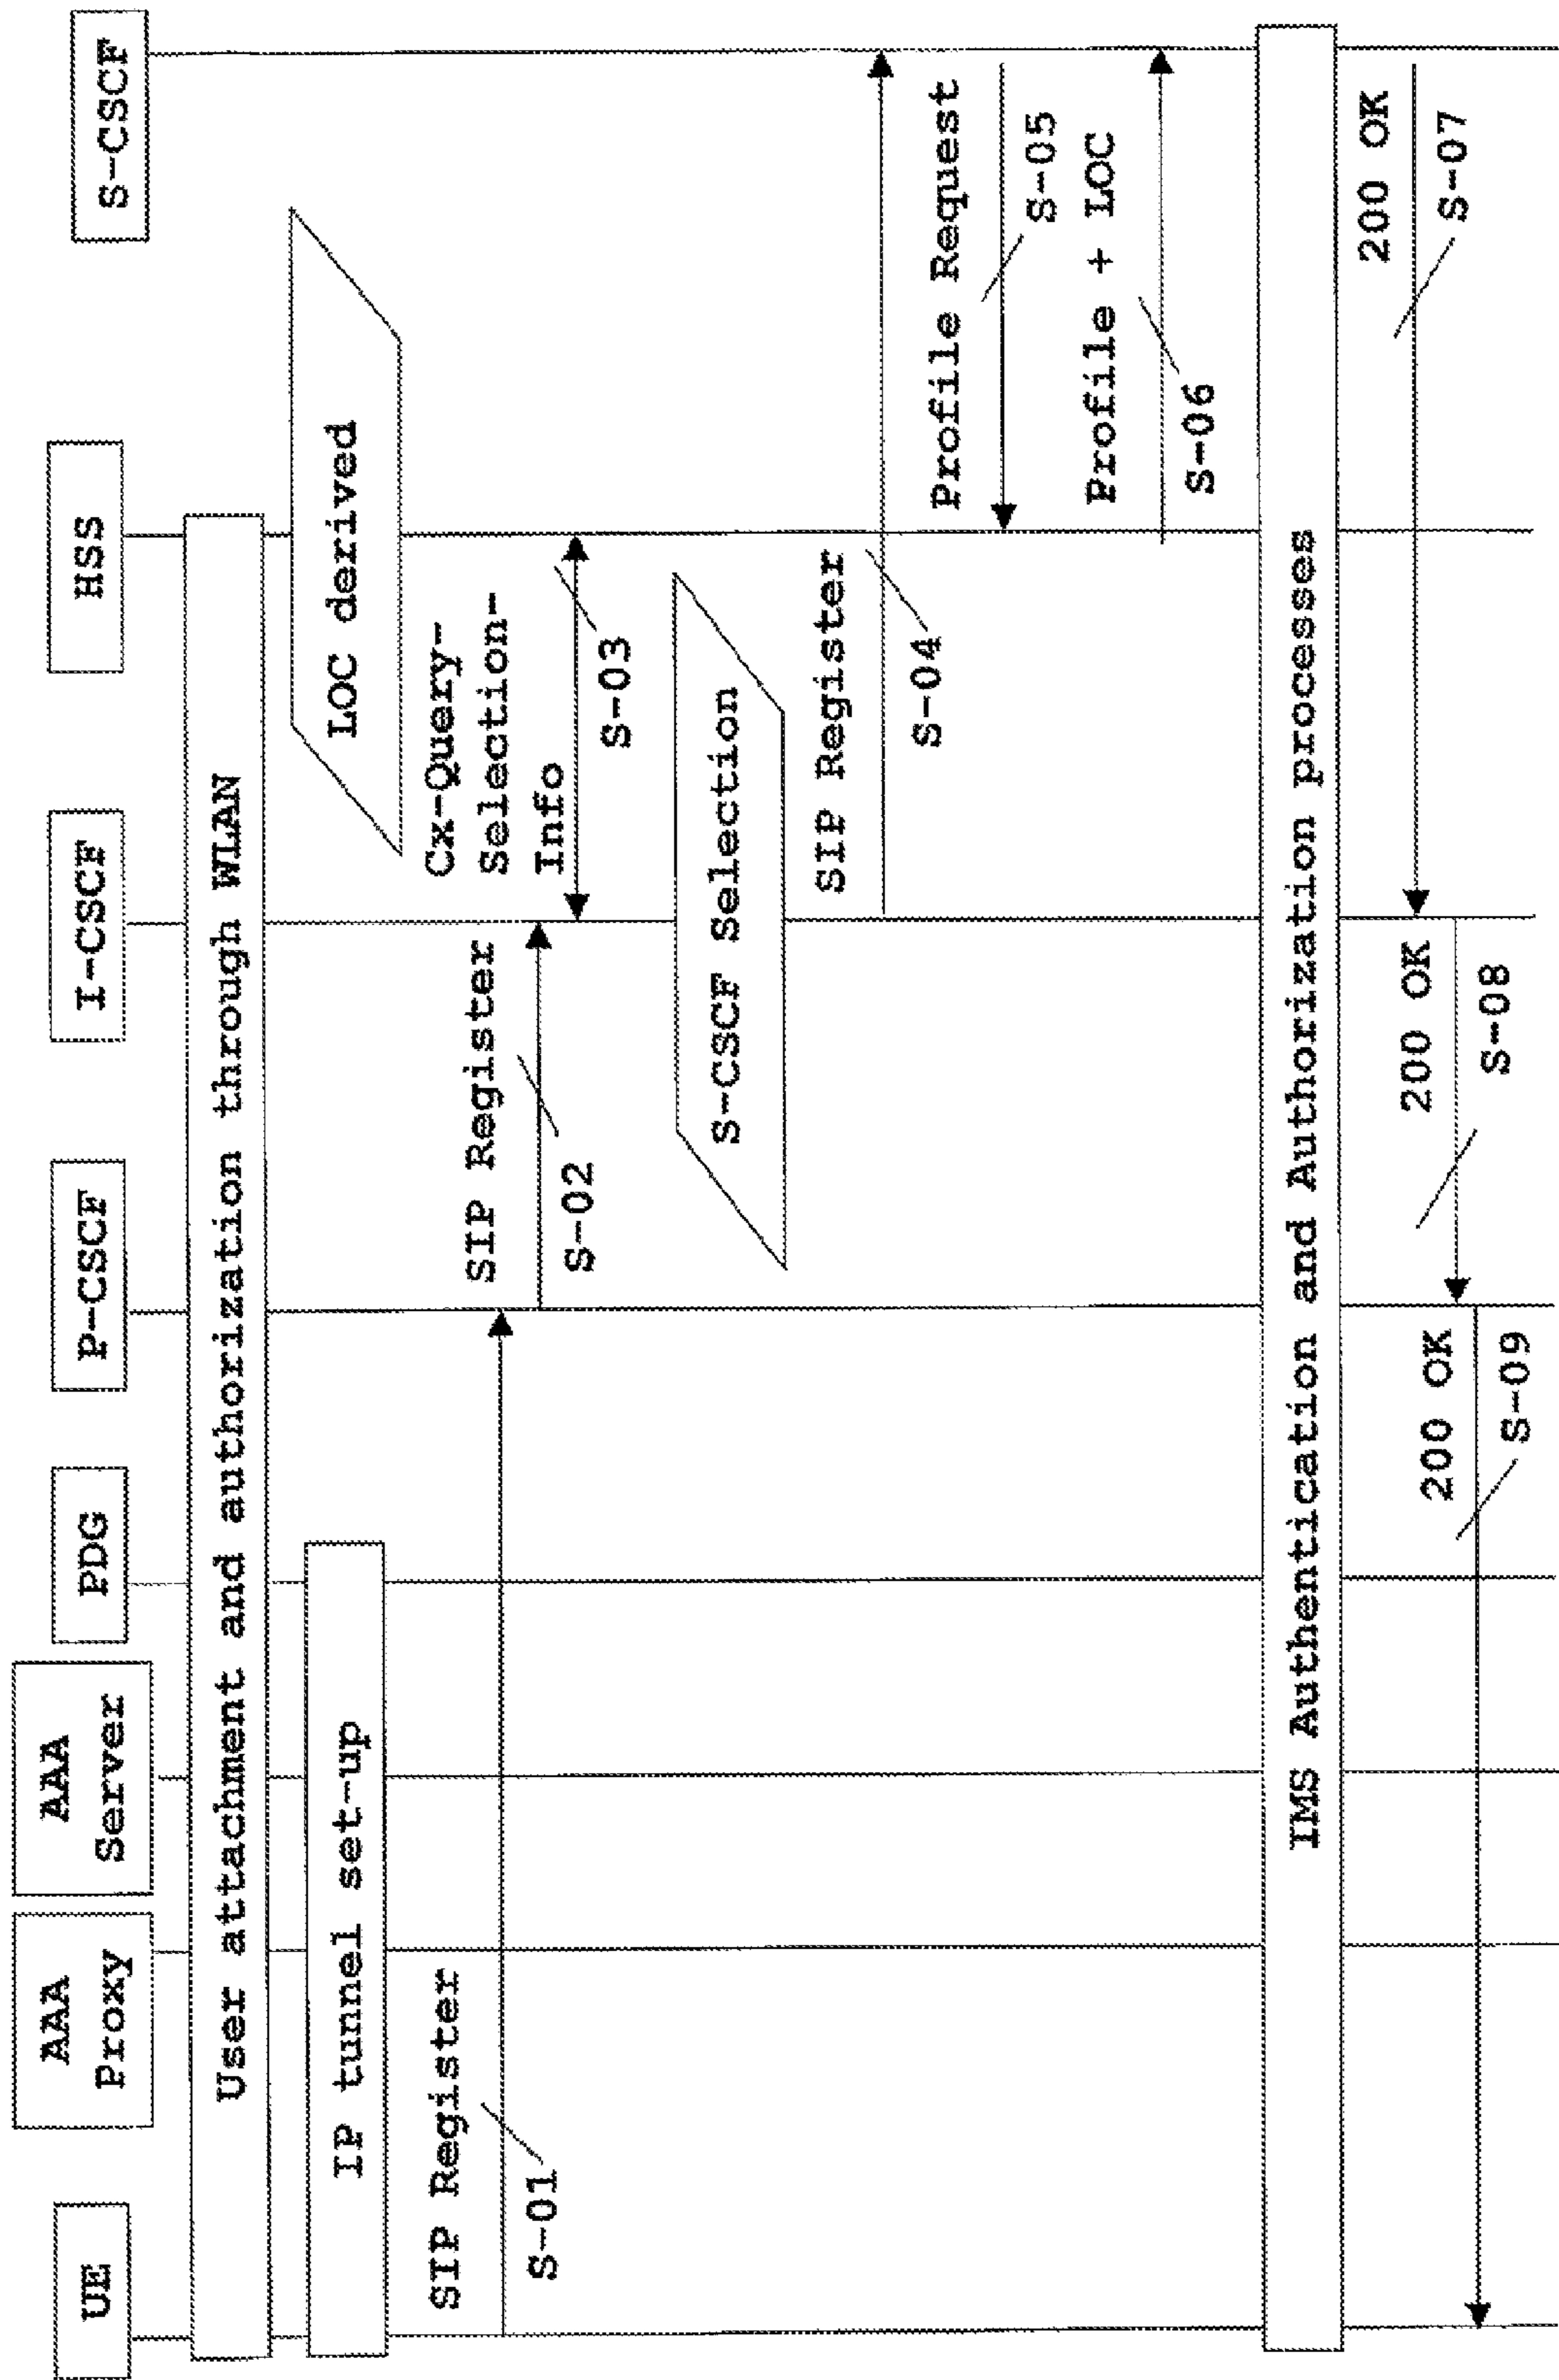 UE
AAA
Proxy
AAA
Server
PDG
P-CSCF
I-CSCF
HSS
S-CSCF
User attachment and authorization through WLAN
IP tunnel set-up
LOC derived
SIP Register
S-01
SIP Register
S-02
Cx-Query-
Selection-
Info
S-03
S-CSCF Selection
SIP Register
S-04
Profile Request
S-05
Profile + LOC
S-06
IMS Authentication and Authorization processes
200 OK
S-07
200 OK
S-08
200 OK
S-09